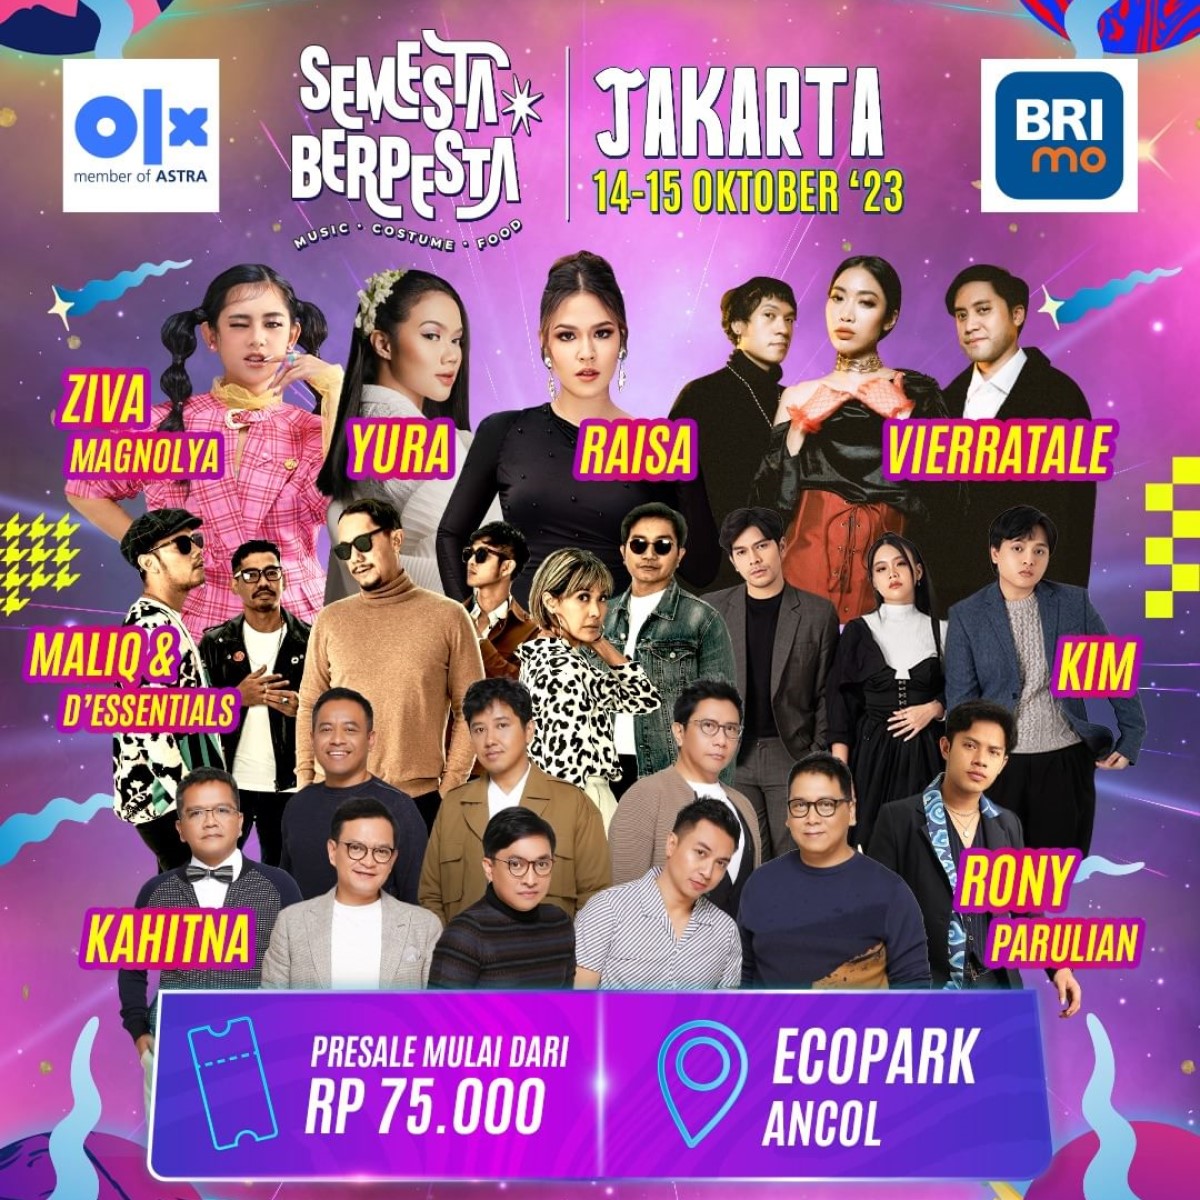 olx
member of ASTRA
SEMESTA
BERPESTA
MUSIC • COSTUME • FOOD
JAKARTA
14-15 OKTOBER ‘23
BRI
mo
ZIVA
MAGNOLYA
YURA
RAISA
VIERRATALE
MALIQ &
D’ESSENTIALS
KIM
KAHITNA
RONY
PARULIAN
PRESALE MULAI DARI
RP 75.000
ECOPARK
ANCOL